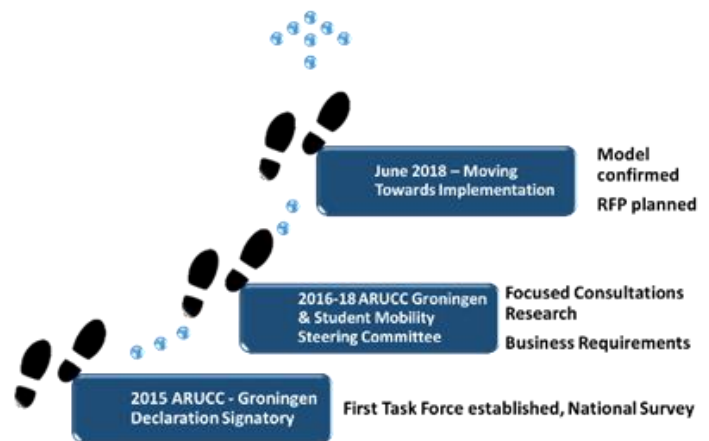 June 2018 – Moving
Towards Implementation
Model
confirmed
RFP planned
2016-18 ARUCC Groningen
& Student Mobility
Steering Committee
Focused Consultations
Research
Business Requirements
2015 ARUCC - Groningen
Declaration Signatory
First Task Force established, National Survey